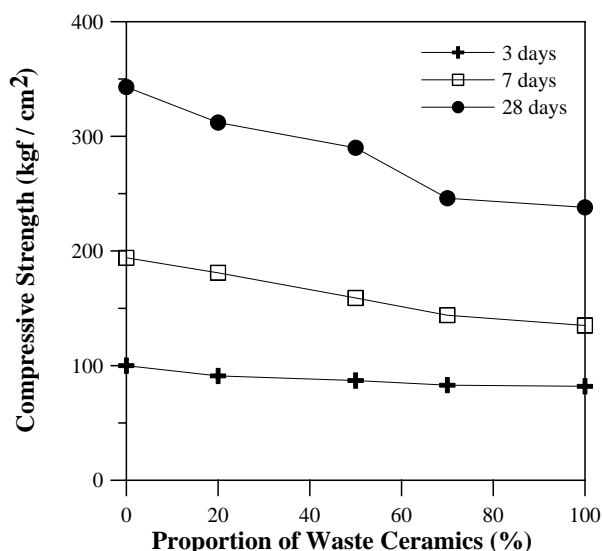 400
3 days
7 days
28 days
300
200
100
0
0 20 40 60 80 100
Compressive Strength (kgf / cm2)
Proportion of Waste Ceramics (%)